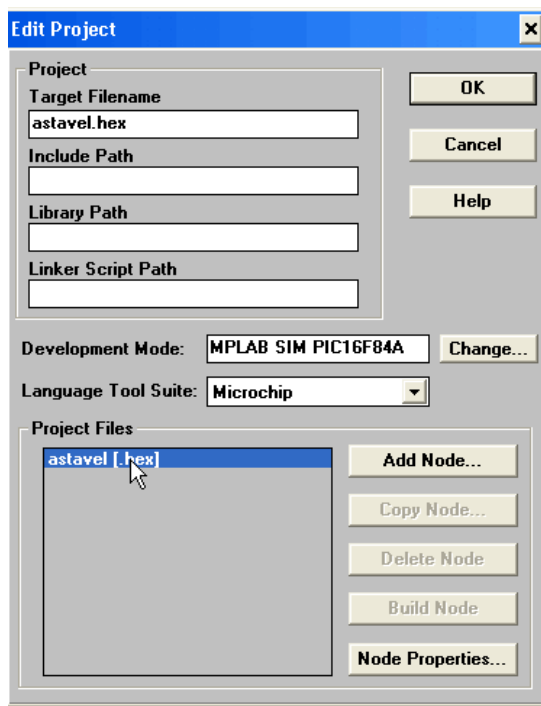 Edit Project
Project
Target Filename
OK
astavel.hex
Include Path
Cancel
Library Path
Help
Linker Script Path
Development Mode: MPLAB SIM PIC16F84A Change...
Language Tool Suite: Microchip
Project Files
astavel [.hex]
Add Node...
Copy Node...
Delete Node
Build Node
Node Properties...